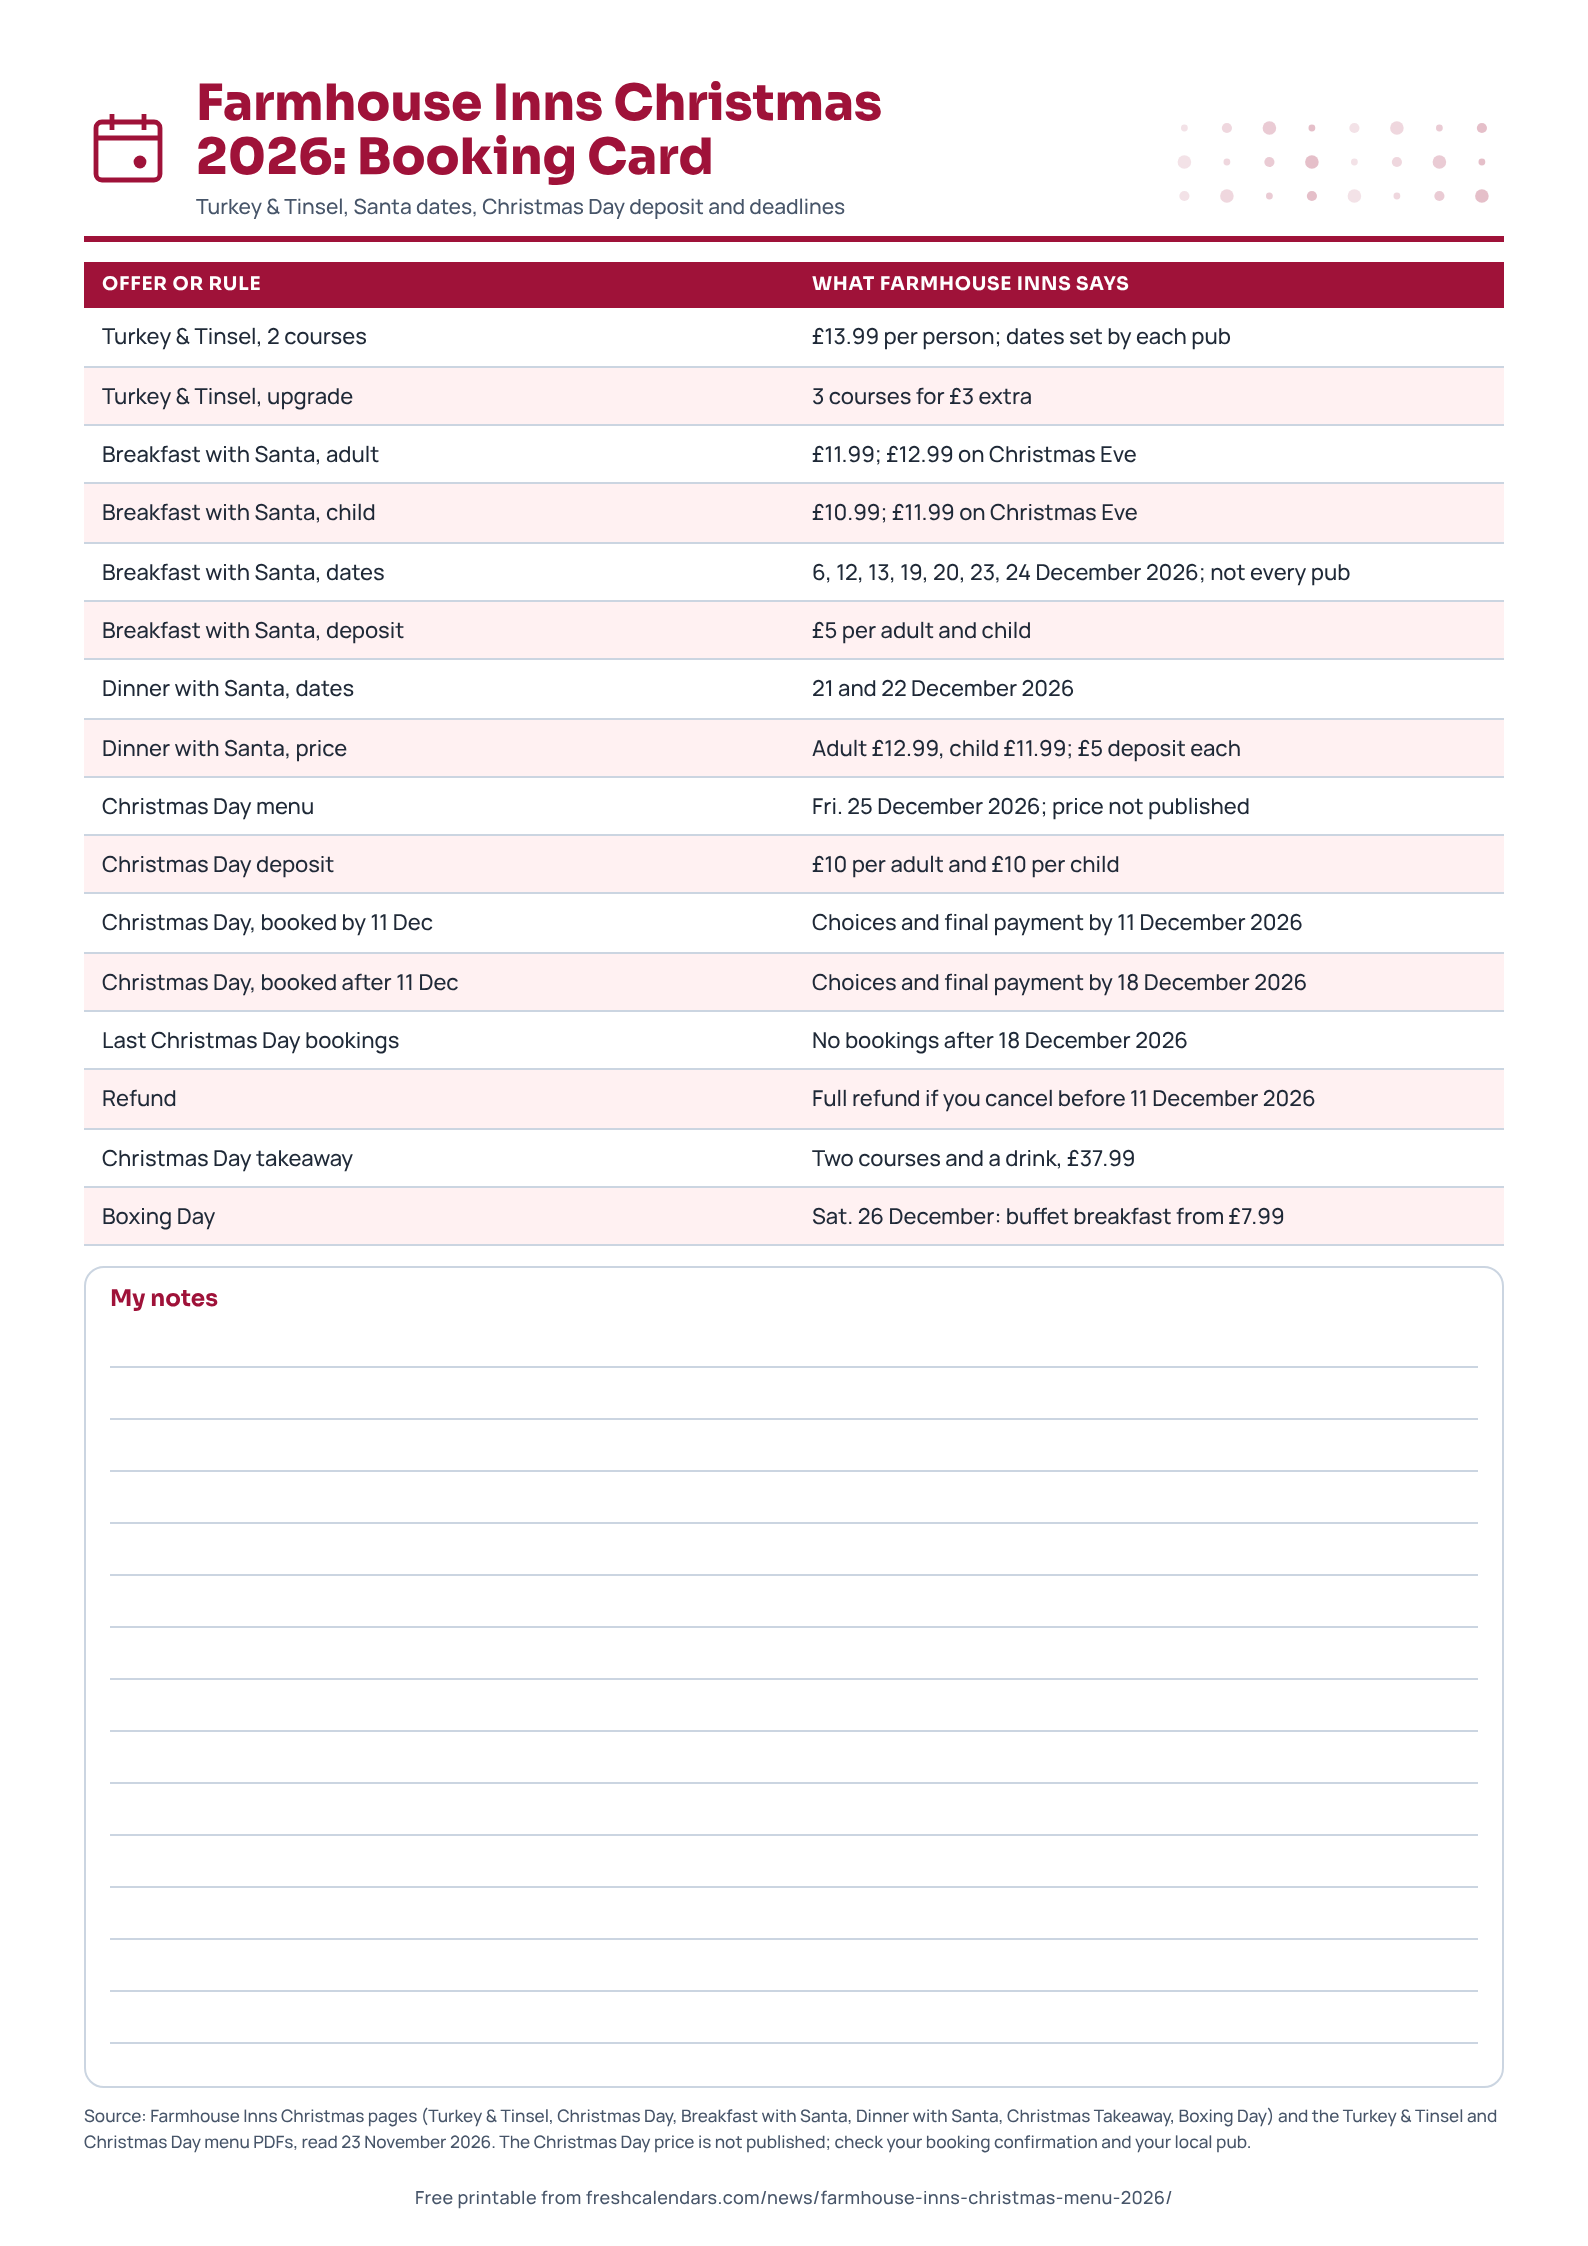 Farmhouse Inns Christmas
2026: Booking Card
Turkey & Tinsel, Santa dates, Christmas Day deposit and deadlines
OFFER OR RULE WHAT FARMHOUSE INNS SAYS
Turkey & Tinsel, 2 courses £13.99 per person; dates set by each pub
Turkey & Tinsel, upgrade 3 courses for £3 extra
Breakfast with Santa, adult £11.99; £12.99 on Christmas Eve
Breakfast with Santa, child £10.99; £11.99 on Christmas Eve
Breakfast with Santa, dates 6, 12, 13, 19, 20, 23, 24 December 2026; not every pub
Breakfast with Santa, deposit £5 per adult and child
Dinner with Santa, dates 21 and 22 December 2026
Dinner with Santa, price Adult £12.99, child £11.99; £5 deposit each
Christmas Day menu Fri. 25 December 2026; price not published
Christmas Day deposit £10 per adult and £10 per child
Christmas Day, booked by 11 Dec Choices and final payment by 11 December 2026
Christmas Day, booked after 11 Dec Choices and final payment by 18 December 2026
Last Christmas Day bookings No bookings after 18 December 2026
Refund Full refund if you cancel before 11 December 2026
Christmas Day takeaway Two courses and a drink, £37.99
Boxing Day Sat. 26 December: buffet breakfast from £7.99
My notes
Source: Farmhouse Inns Christmas pages (Turkey & Tinsel, Christmas Day, Breakfast with Santa, Dinner with Santa, Christmas Takeaway, Boxing Day) and the Turkey & Tinsel and
Christmas Day menu PDFs, read 23 November 2026. The Christmas Day price is not published; check your booking confirmation and your local pub.
Free printable from freshcalendars.com/news/farmhouse-inns-christmas-menu-2026/